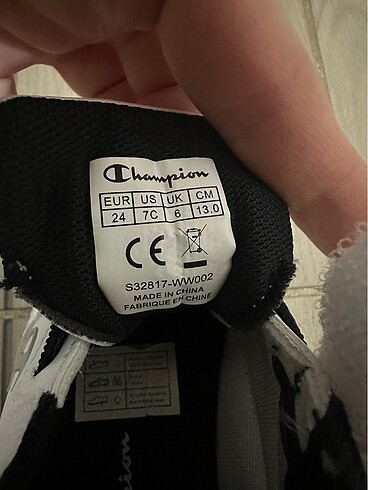 Champion
EUR US UK CM
24 7C 6 13.0
CE
S32817-WW002
MADE IN CHINA
FABRIQUE EN CHINE
pion